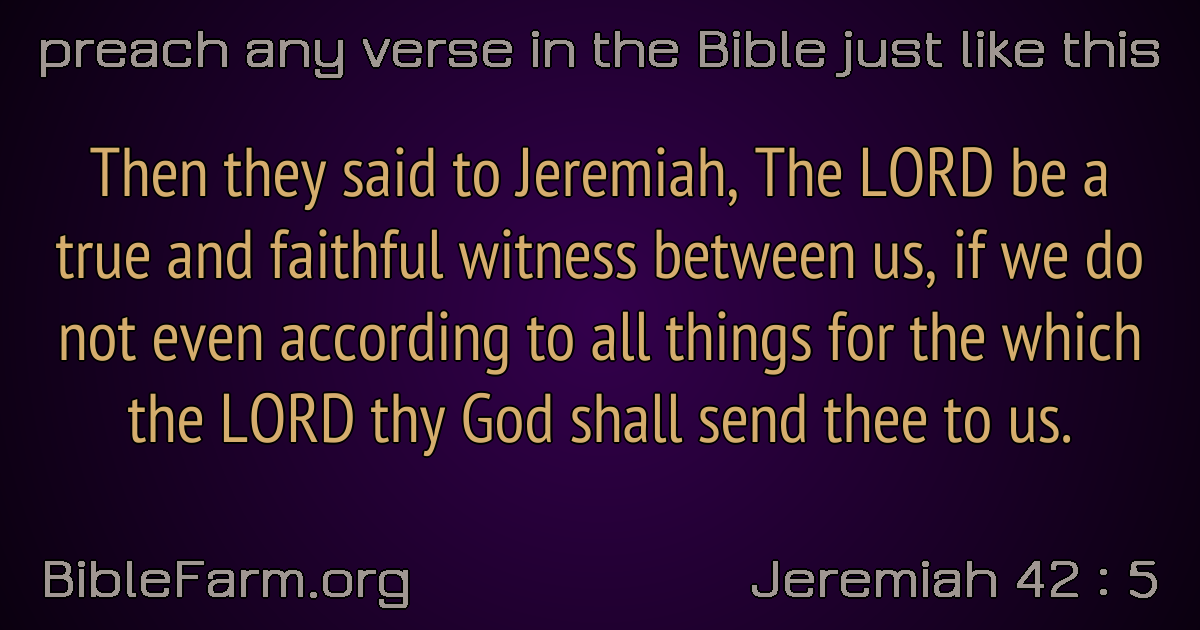 preach any verse in the Bible just like this
Then they said to Jeremiah, The LORD be a
true and faithful witness between us, if we do
not even according to all things for the which
the LORD thy God shall send thee to us.
BibleFarm.org
Jeremiah 42 : 5